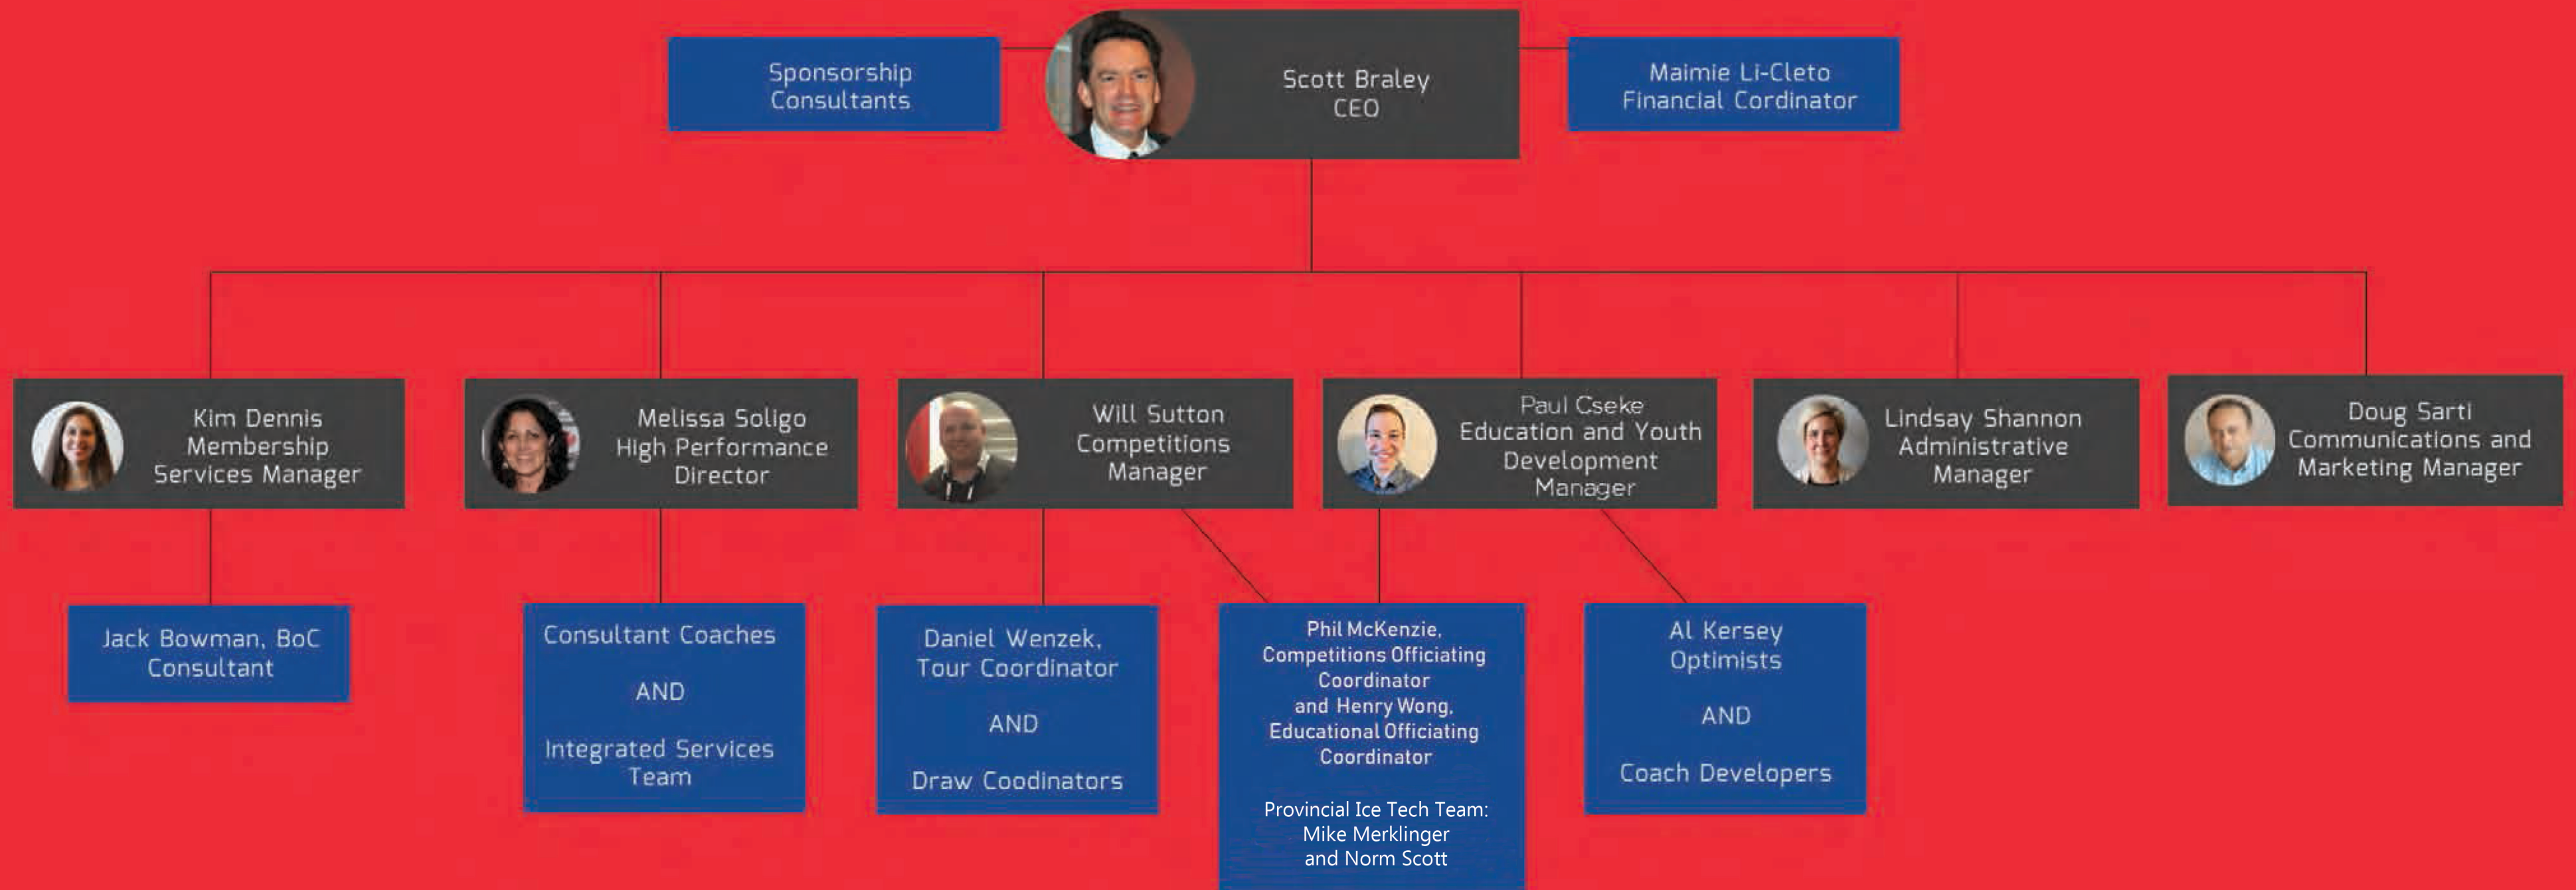 Sponsorship
Consultants
Scott Braley
CEO
Maimie Li-Cleto
Financial Cordinator
Kim Dennis
Membership
Services Manager
Melissa Soligo
High Performance
Director
Will Sutton
Competitions
Manager
Paul Cseke
Education and Youth
Development
Manager
Lindsay Shannon
Administrative
Manager
Doug Sarti
Communications and
Marketing Manager
Jack Bowman, BoC
Consultant
Consultant Coaches
AND
Integrated Services
Team
Daniel Wenzek,
Tour Coordinator
AND
Draw Coodinators
Phil McKenzie,
Competitions Officiating
Coordinator
and Henry Wong,
Educational Officiating
Coordinator
Provincial Ice Tech Team:
Mike Merklinger
and Norm Scott
Al Kersey
Optimists
AND
Coach Developers